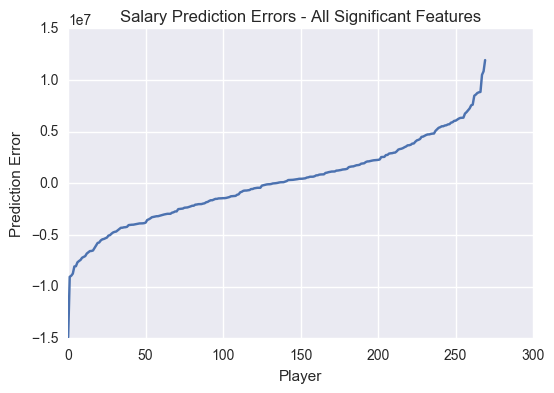 Salary Prediction Errors - All Significant Features
1e7
1.5
1.0
0.5
0.0
−0.5
−1.0
−1.5
Prediction Error
0 50 100 150 200 250 300
Player